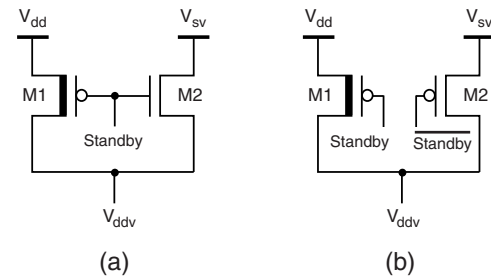 Vdd Vsv Vdd Vsv
M1 M2 M1 M2
Standby Standby Standby
Vddv Vddv
(a) (b)